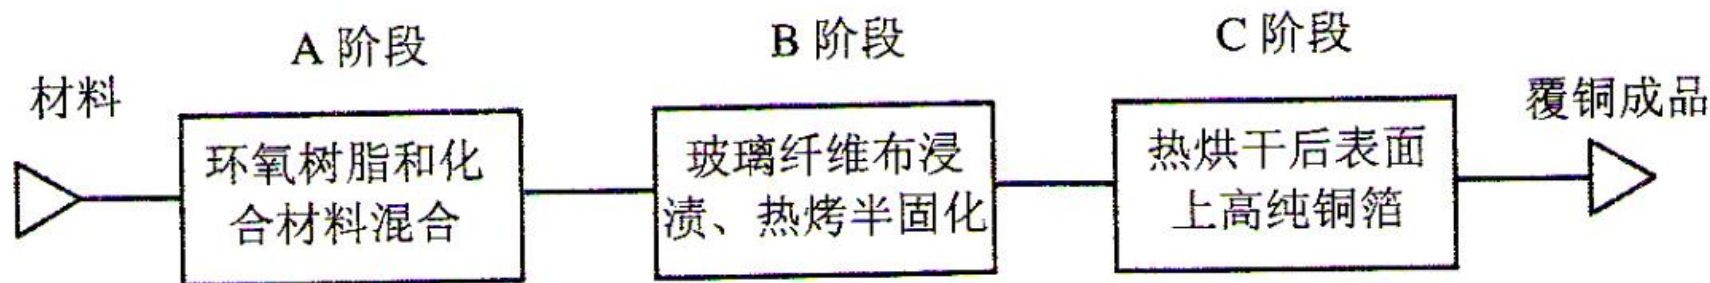 A 阶段
B 阶段
C 阶段
材料
环氧树脂和化
合材料混合
玻璃纤维布浸
渍、热烤半固化
热烘干后表面
上高纯铜箔
覆铜成品